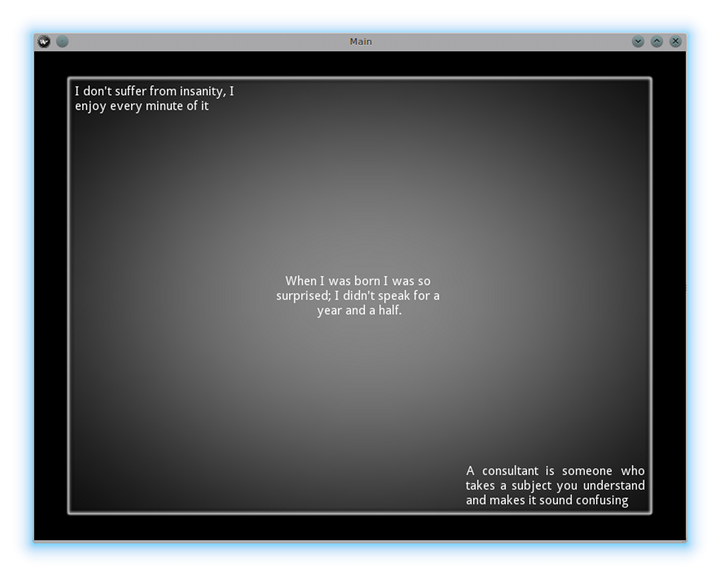 Main
I don't suffer from insanity, I
enjoy every minute of it
When I was born I was so
surprised; I didn't speak for a
year and a half.
A consultant is someone who
takes a subject you understand
and makes it sound confusing